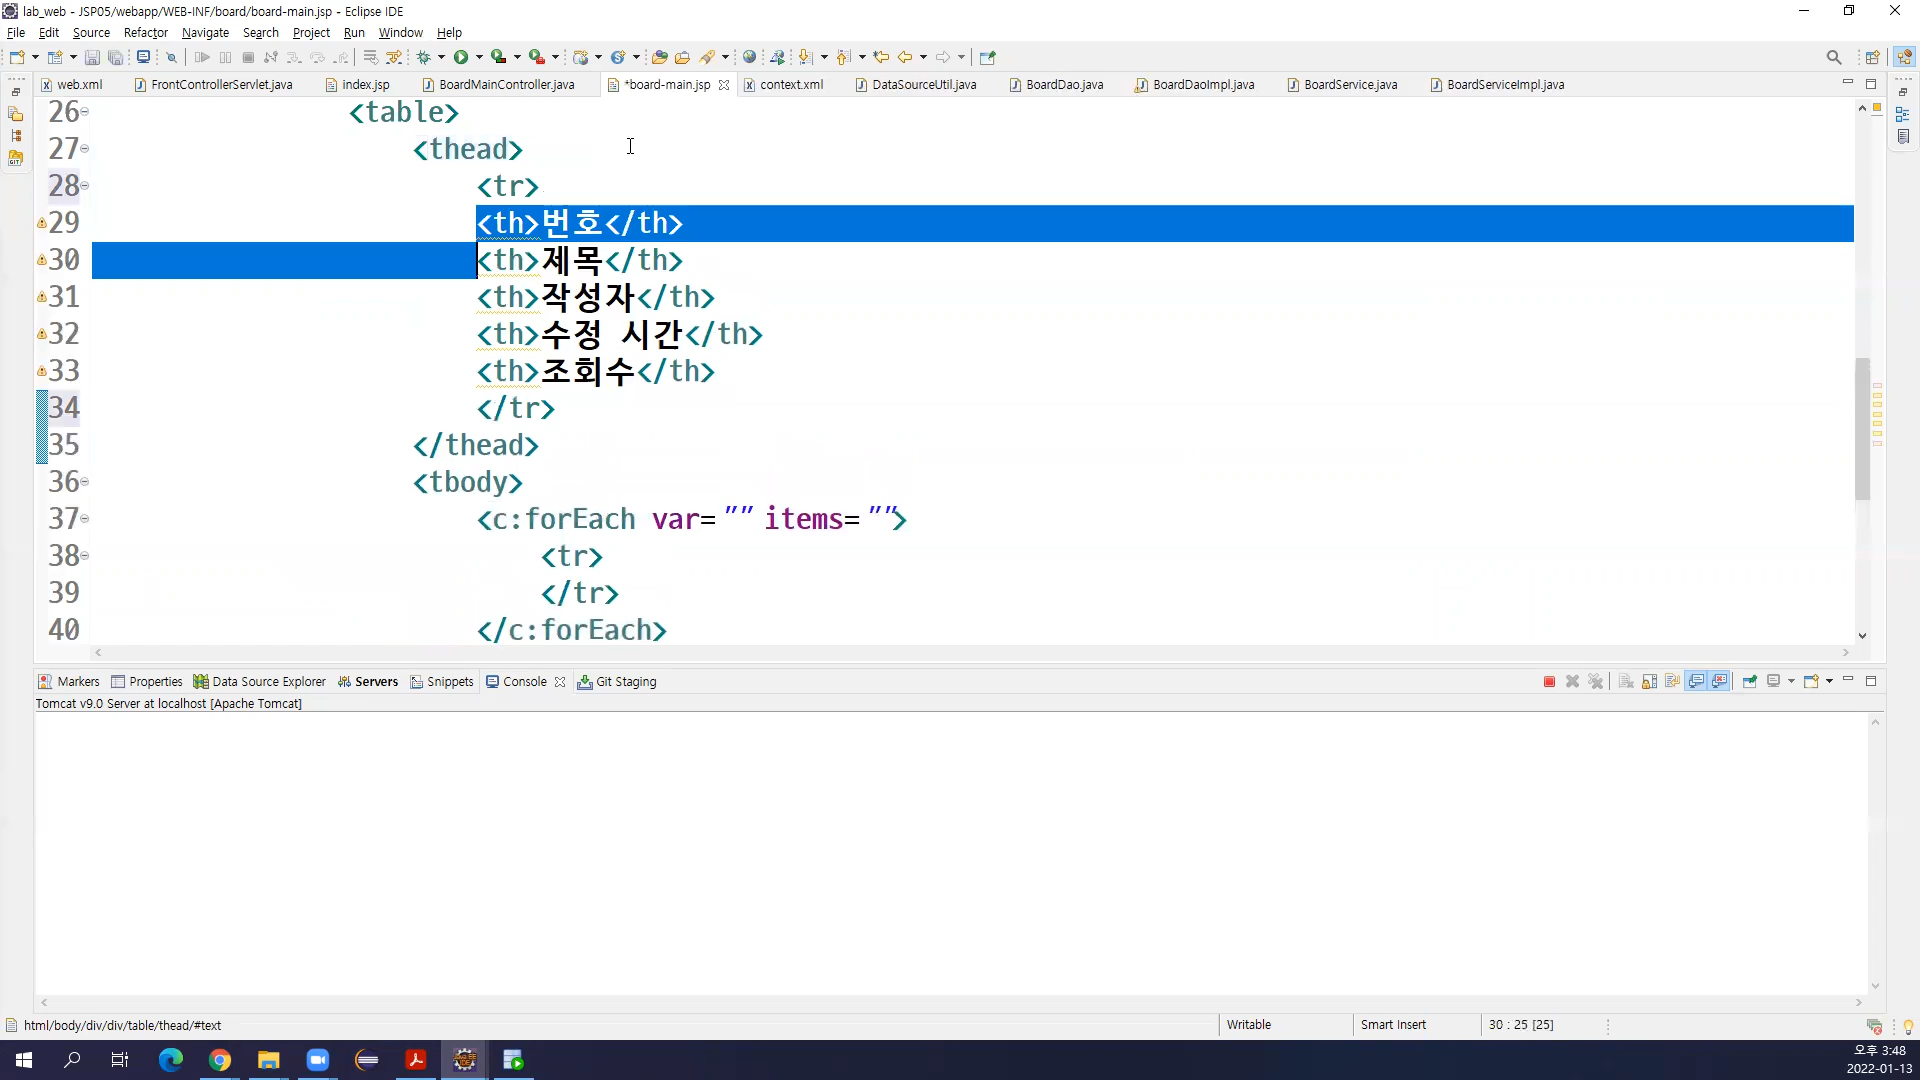 lab_web - JSP05/webapp/WEB-INF/board/board-main.jsp - Eclipse IDE
File Edit Source Refactor Navigate Search Project Run Window Help
web.xml FrontControllerServlet.java index.jsp BoardMainController.java *board-main.jsp context.xml DataSourceUtil.java BoardDao.java BoardDaoImpl.java BoardService.java BoardServiceImpl.java
26 <table>
27 <thead>
28 <tr>
29 <th>번호</th>
30 <th>제목</th>
31 <th>작성자</th>
32 <th>수정 시간</th>
33 <th>조회수</th>
34 </tr>
35 </thead>
36 <tbody>
37 <c:forEach var="" items="">
38 <tr>
39 </tr>
40 </c:forEach>
Markers Properties Data Source Explorer Servers Snippets Console Git Staging
Tomcat v9.0 Server at localhost [Apache Tomcat]
html/body/div/div/table/thead/#text Writable Smart Insert 30 : 25 [25]
오후 3:48
2022-01-13